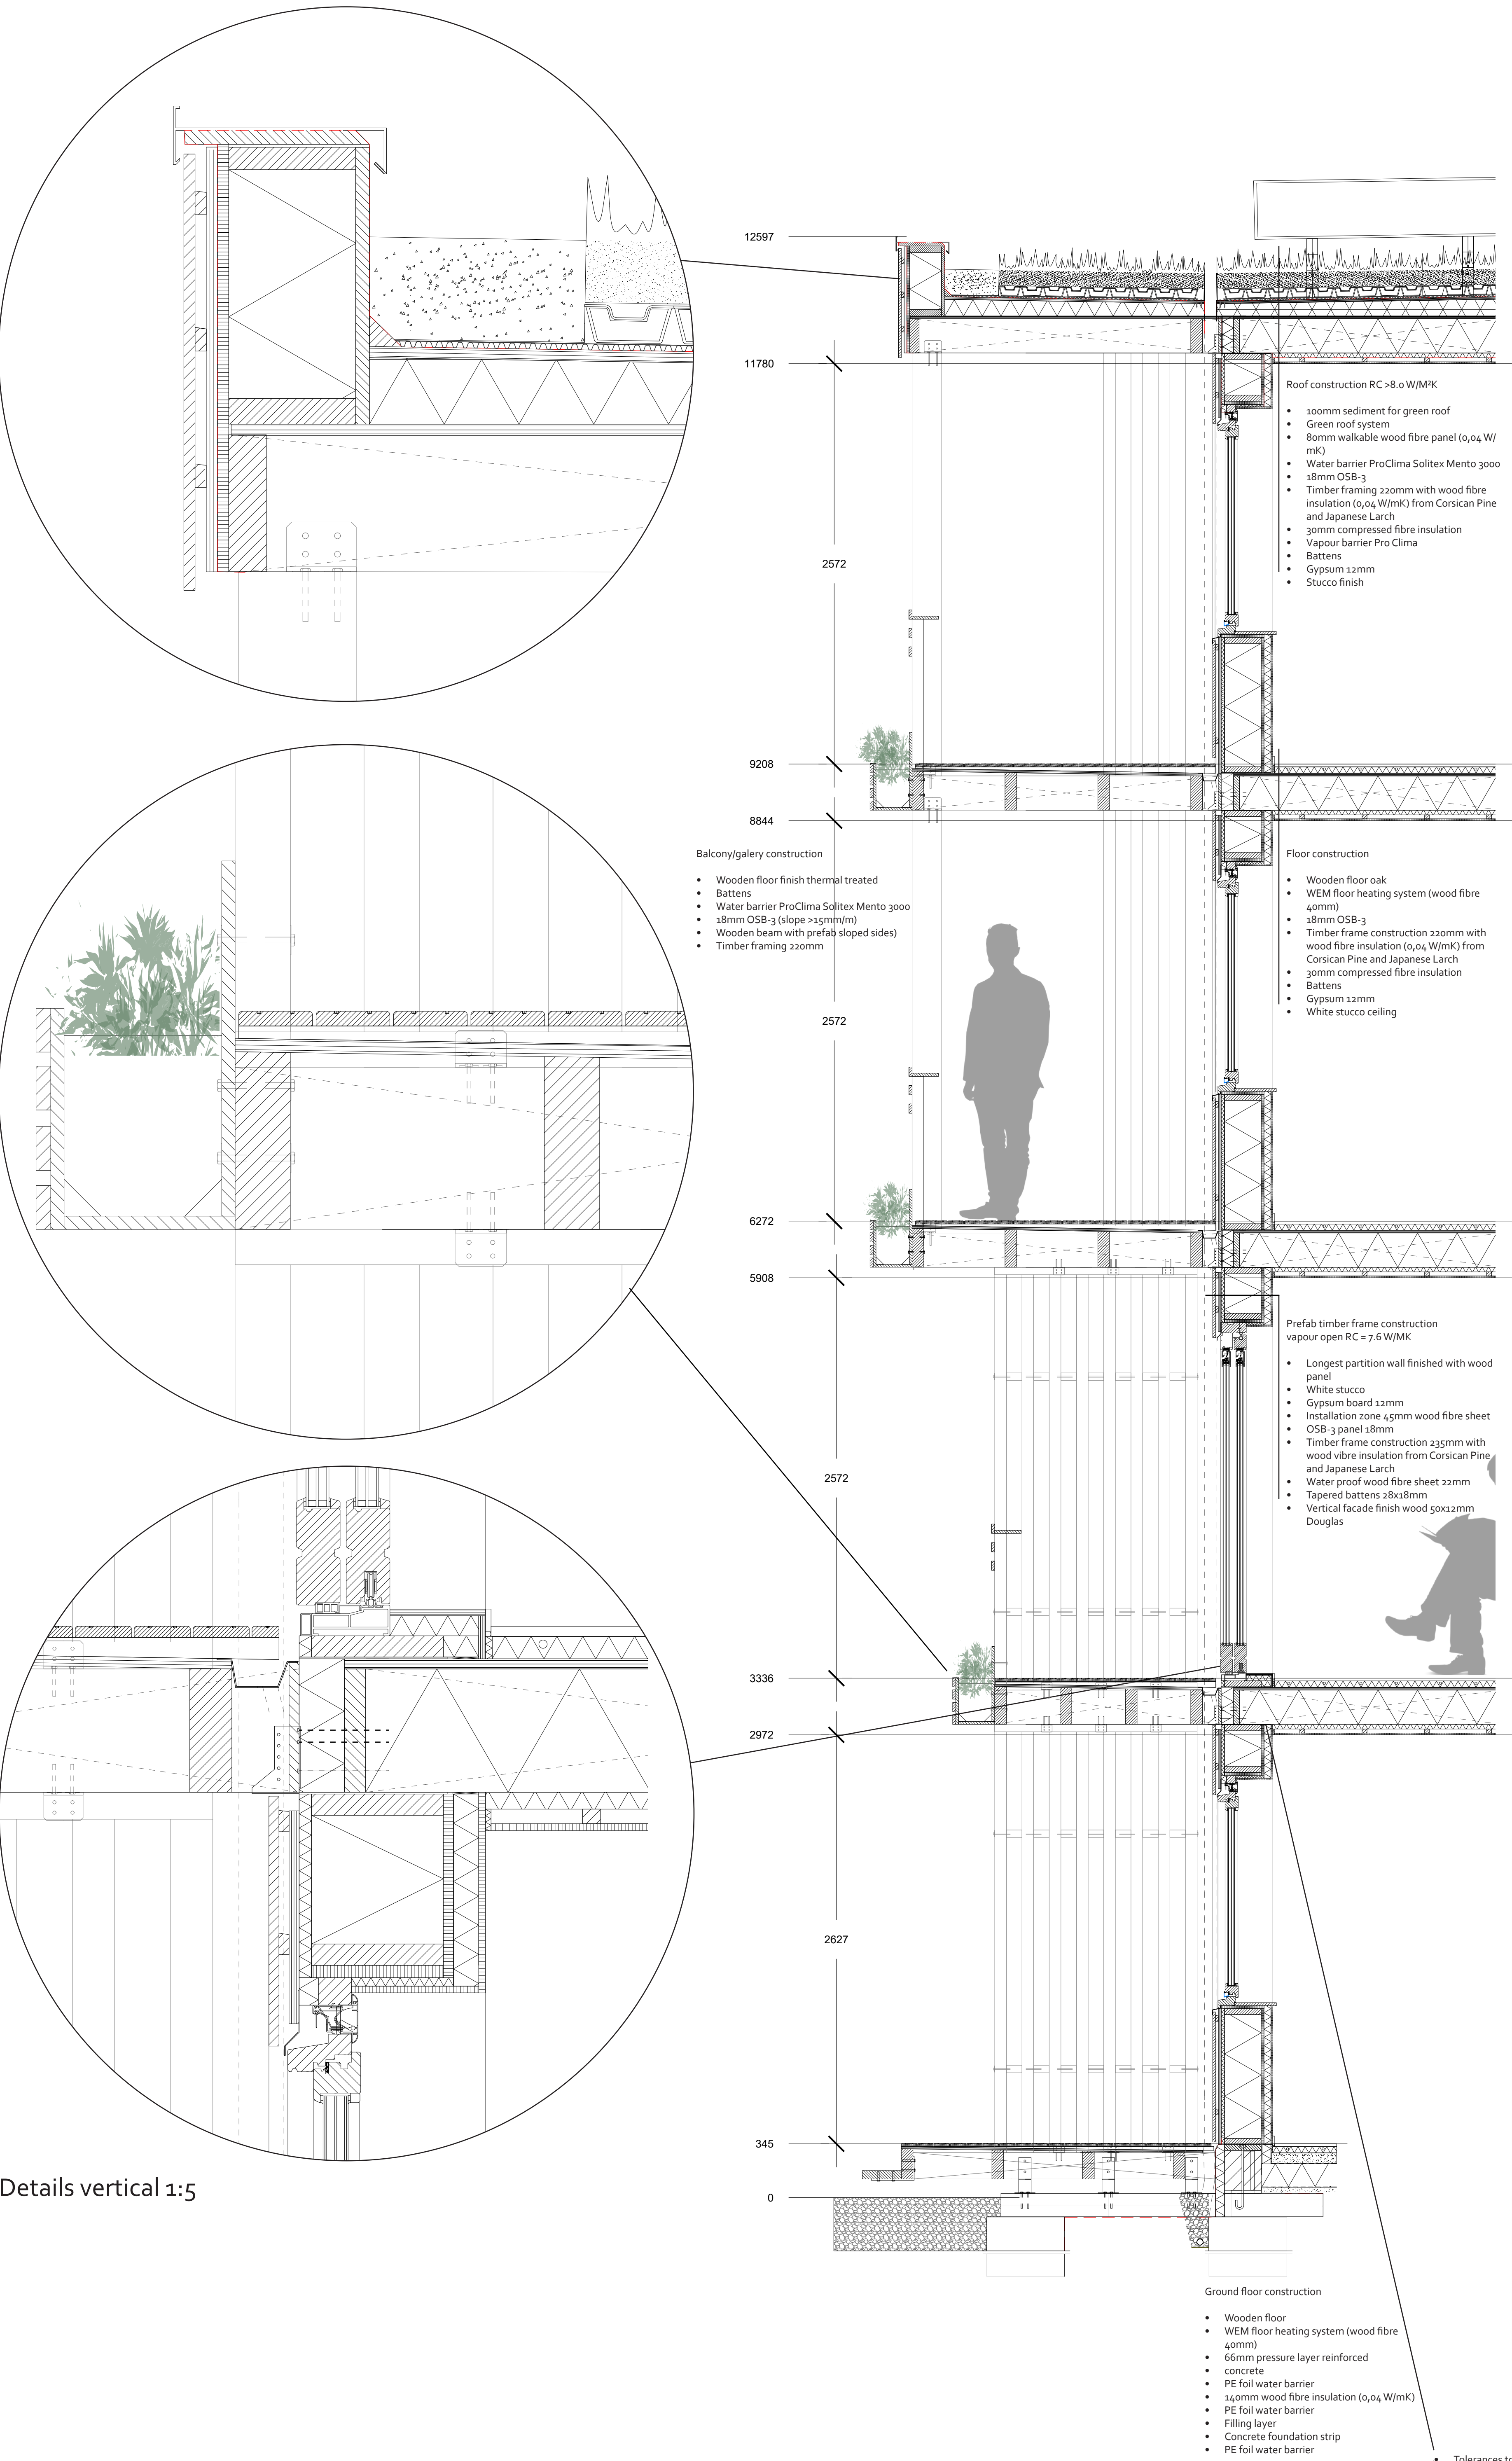 12597
11780
Roof construction RC >8.0 W/M²K
• 100mm sediment for green roof
• Green roof system
• 80mm walkable wood fibre panel (0,04 W/
mK)
• Water barrier ProClima Solitex Mento 3000
• 18mm OSB-3
• Timber framing 220mm with wood fibre
insulation (0,04 W/mK) from Corsican Pine
and Japanese Larch
• 30mm compressed fibre insulation
• Vapour barrier Pro Clima
• Battens
• Gypsum 12mm
• Stucco finish
2572
9208
8844
Balcony/galery construction
• Wooden floor finish thermal treated
• Battens
• Water barrier ProClima Solitex Mento 3000
• 18mm OSB-3 (slope >15mm/m)
• Wooden beam with prefab sloped sides)
• Timber framing 220mm
Floor construction
• Wooden floor oak
• WEM floor heating system (wood fibre
40mm)
• 18mm OSB-3
• Timber frame construction 220mm with
wood fibre insulation (0,04 W/mK) from
Corsican Pine and Japanese Larch
• 30mm compressed fibre insulation
• Battens
• Gypsum 12mm
• White stucco ceiling
2572
6272
5908
Prefab timber frame construction
vapour open RC = 7.6 W/MK
• Longest partition wall finished with wood
panel
• White stucco
• Gypsum board 12mm
• Installation zone 45mm wood fibre sheet
• OSB-3 panel 18mm
• Timber frame construction 235mm with
wood vibre insulation from Corsican Pine
and Japanese Larch
• Water proof wood fibre sheet 22mm
• Tapered battens 28x18mm
• Vertical facade finish wood 50x12mm
Douglas
2572
3336
2972
2627
345
0
Details vertical 1:5
Ground floor construction
• Wooden floor
• WEM floor heating system (wood fibre
40mm)
• 66mm pressure layer reinforced
• concrete
• PE foil water barrier
• 140mm wood fibre insulation (0,04 W/mK)
• PE foil water barrier
• Filling layer
• Concrete foundation strip
• PE foil water barrier
• Tolerances